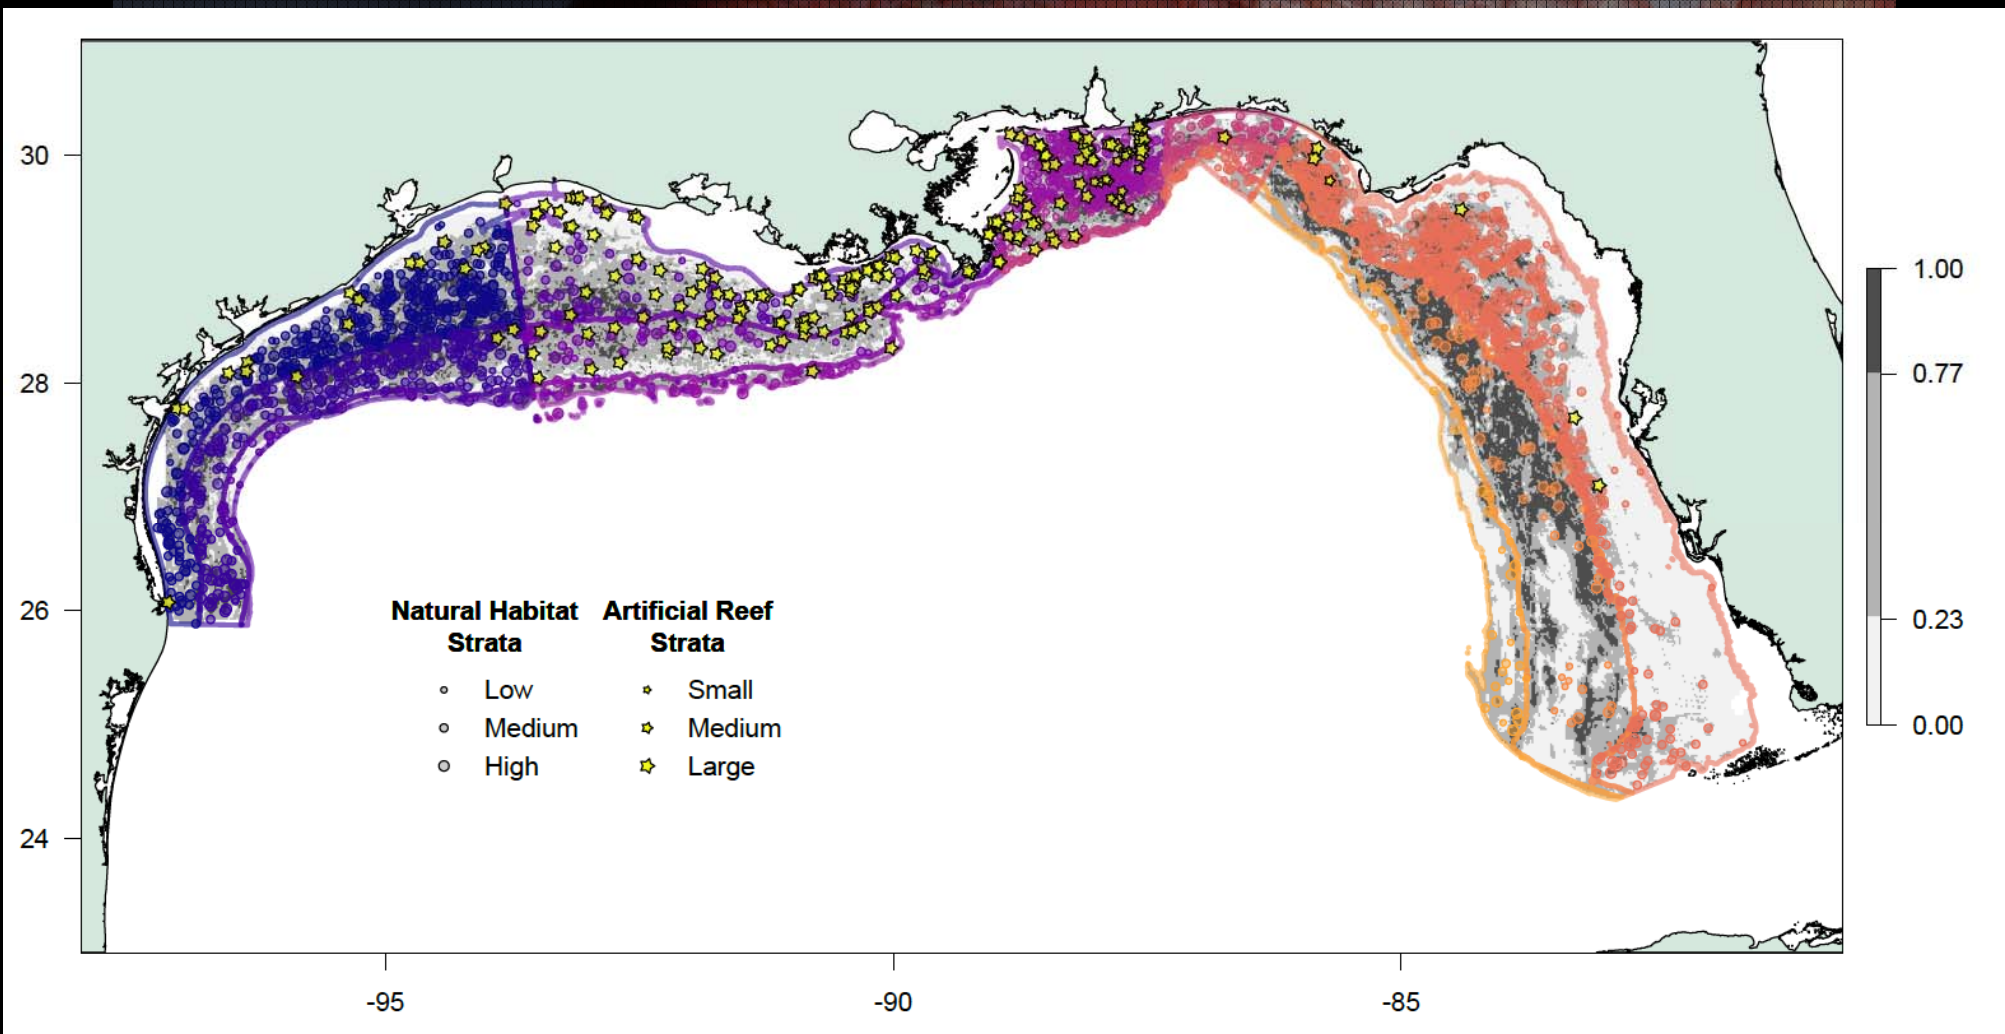 30
28
26
24
-95
-90
-85
Natural Habitat Strata
Low
Medium
High
Artificial Reef Strata
Small
Medium
Large
1.00
0.77
0.23
0.00